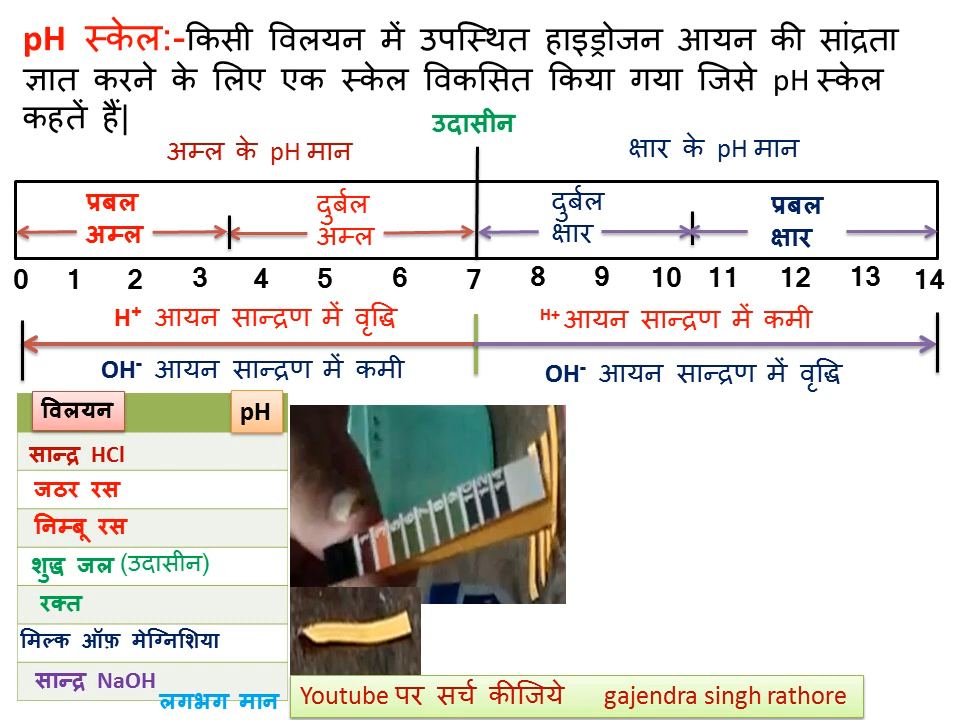 pH स्केल:-किसी विलयन में उपस्थित हाइड्रोजन आयन की सांद्रता
ज्ञात करने के लिए एक स्केल विकसित किया गया जिसे pH स्केल
कहतें हैं|
उदासीन
अम्ल के pH मान
क्षार के pH मान
प्रबल
अम्ल
दुर्बल
अम्ल
दुर्बल
क्षार
प्रबल
क्षार
0 1 2 3 4 5 6 7 8 9 10 11 12 13 14
H+ आयन सान्द्रण में वृद्धि
H+ आयन सान्द्रण में कमी
OH- आयन सान्द्रण में कमी
OH- आयन सान्द्रण में वृद्धि
विलयन pH
सान्द्र HCl
जठर रस
निम्बू रस
शुद्ध जल (उदासीन)
रक्त
मिल्क ऑफ़ मेग्निशिया
सान्द्र NaOH
लगभग मान
Youtube पर सर्च कीजिये gajendra singh rathore